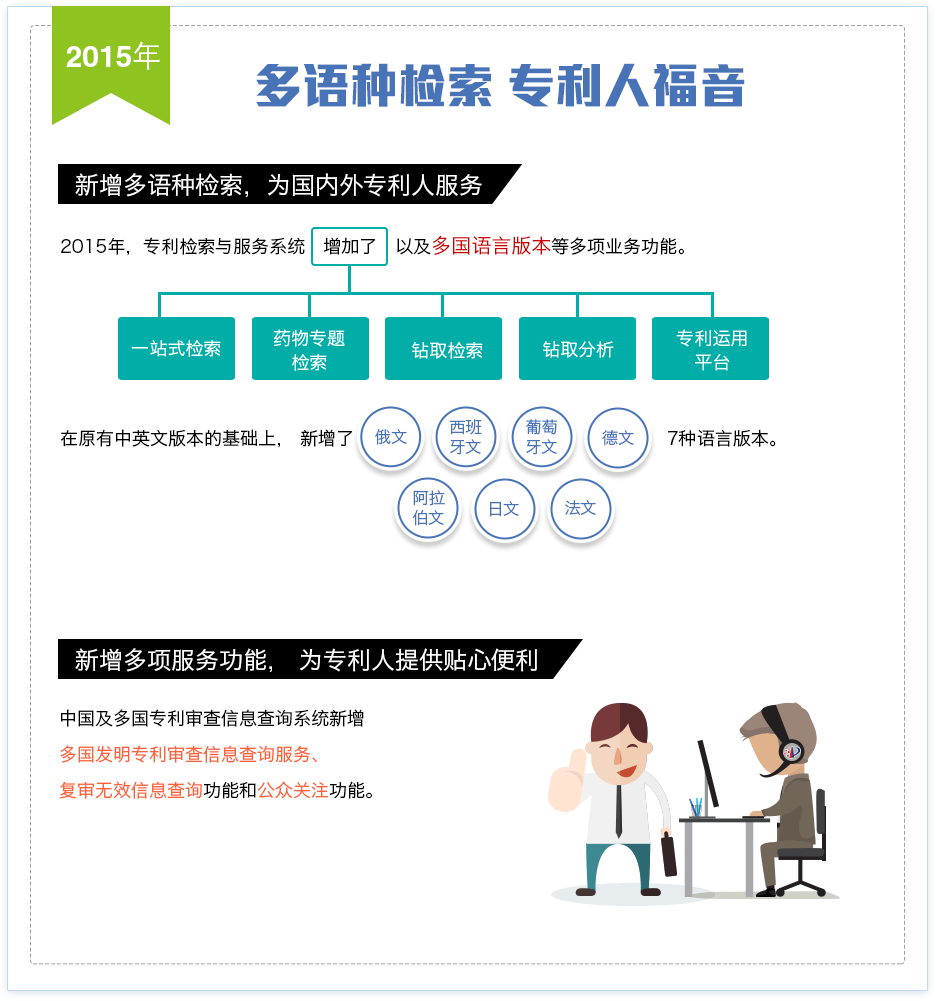 2015年
多语种检索 专利人福音
新增多语种检索，为国内外专利人服务
2015年，专利检索与服务系统 增加了 以及多国语言版本等多项业务功能。
一站式检索
药物专题
检索
钻取检索
钻取分析
专利运用
平台
在原有中英文版本的基础上， 新增了 俄文 西班牙文 葡萄牙文 德文 7种语言版本。
阿拉伯文 日文 法文
新增多项服务功能， 为专利人提供贴心便利
中国及多国专利审查信息查询系统新增
多国发明专利审查信息查询服务、
复审无效信息查询功能和公众关注功能。